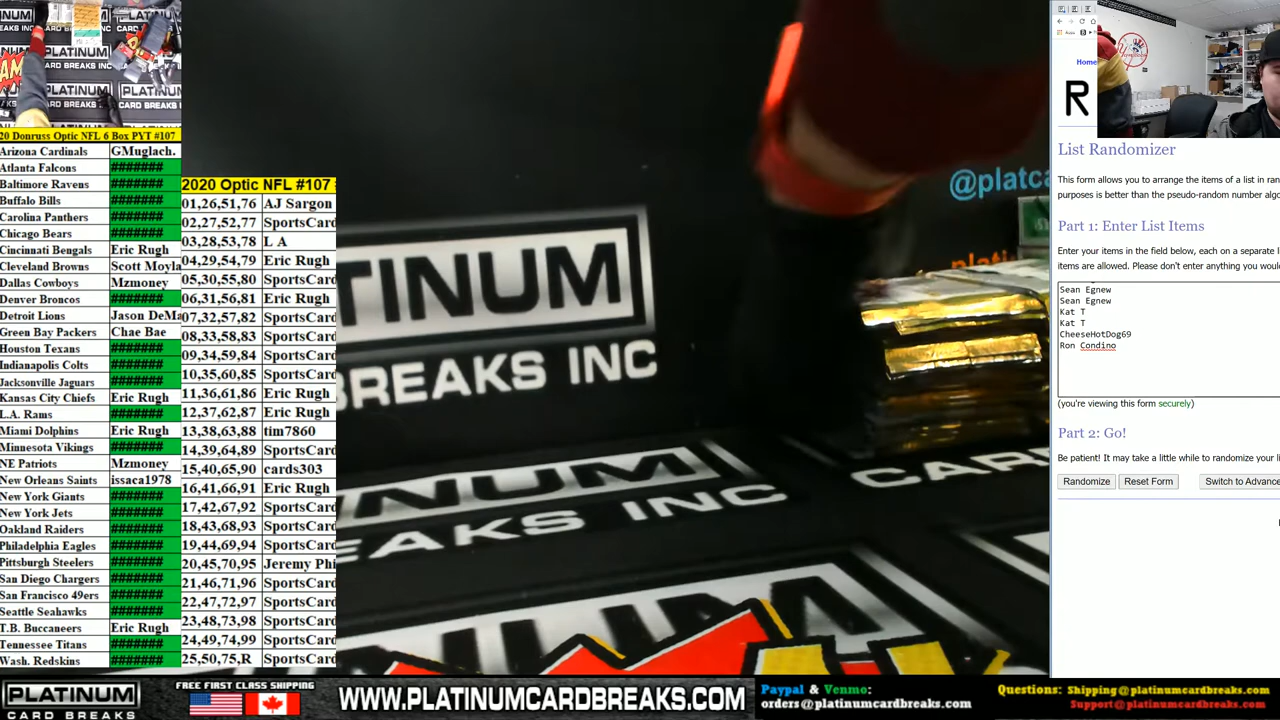 PLATINUM
CARD BREAKS INC
20 Donruss Optic NFL 6 Box PYT #107
Arizona Cardinals GMuglach.
Atlanta Falcons #######
Baltimore Ravens #######
Buffalo Bills #######
Carolina Panthers #######
Chicago Bears #######
Cincinnati Bengals Eric Rugh
Cleveland Browns Scott Moyla
Dallas Cowboys Mzmoney
Denver Broncos #######
Detroit Lions Jason DeMa
Green Bay Packers Chae Bae
Houston Texans #######
Indianapolis Colts #######
Jacksonville Jaguars #######
Kansas City Chiefs Eric Rugh
L.A. Rams #######
Miami Dolphins Eric Rugh
Minnesota Vikings #######
NE Patriots Mzmoney
New Orleans Saints issaca1978
New York Giants #######
New York Jets #######
Oakland Raiders #######
Philadelphia Eagles #######
Pittsburgh Steelers #######
San Diego Chargers #######
San Francisco 49ers #######
Seattle Seahawks #######
T.B. Buccaneers Eric Rugh
Tennessee Titans #######
Wash. Redskins #######
2020 Optic NFL #107
01,26,51,76 AJ Sargon
02,27,52,77 SportsCard
03,28,53,78 L A
04,29,54,79 Eric Rugh
05,30,55,80 SportsCard
06,31,56,81 Eric Rugh
07,32,57,82 SportsCard
08,33,58,83 SportsCard
09,34,59,84 SportsCard
10,35,60,85 SportsCard
11,36,61,86 Eric Rugh
12,37,62,87 Eric Rugh
13,38,63,88 tim7860
14,39,64,89 SportsCard
15,40,65,90 cards303
16,41,66,91 Eric Rugh
17,42,67,92 SportsCard
18,43,68,93 SportsCard
19,44,69,94 SportsCard
20,45,70,95 Jeremy Phi
21,46,71,96 SportsCard
22,47,72,97 SportsCard
23,48,73,98 SportsCard
24,49,74,99 SportsCard
25,50,75,R SportsCard
TINUM
BREAKS INC
@platca
NUM
EAKS INC
CARD
Home
R
List Randomizer
This form allows you to arrange the items of a list in ran
purposes is better than the pseudo-random number algo
Part 1: Enter List Items
Enter your items in the field below, each on a separate l
items are allowed. Please don't enter anything you woul
Sean Egnew
Sean Egnew
Kat T
Kat T
CheeseHotDog69
Ron Condino
(you're viewing this form securely)
Part 2: Go!
Be patient! It may take a little while to randomize your li
Randomize Reset Form Switch to Advance
PLATINUM
CARD BREAKS
FREE FIRST CLASS SHIPPING
WWW.PLATINUMCARDBREAKS.COM
Paypal & Venmo:
orders@platinumcardbreaks.com
Questions: Shipping@platinumcardbreaks.com
Support@platinumcardbreaks.com